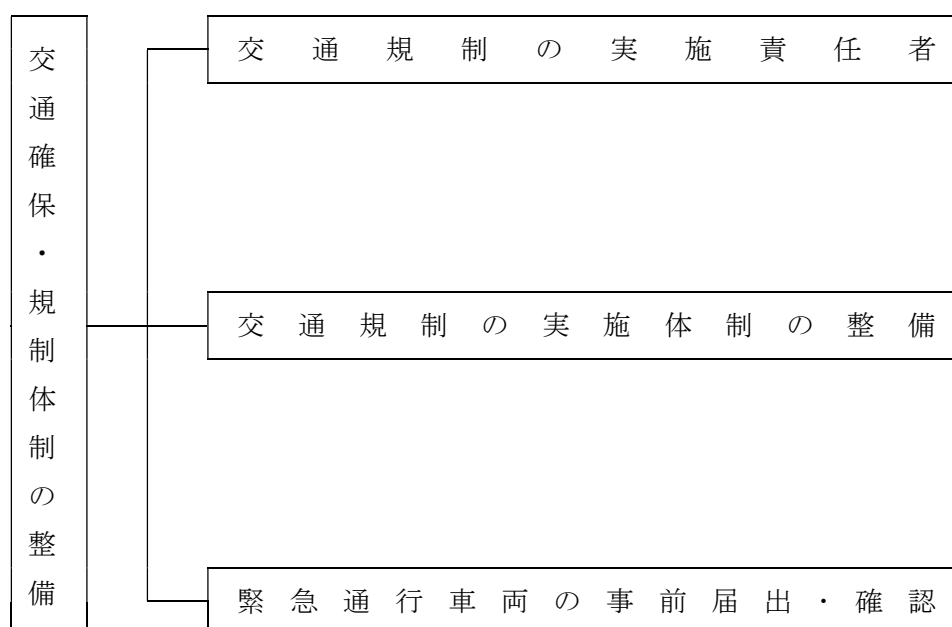 交通確保・規制体制の整備
交通規制の実施責任者
交通規制の実施体制の整備
緊急通行車両の事前届出・確認